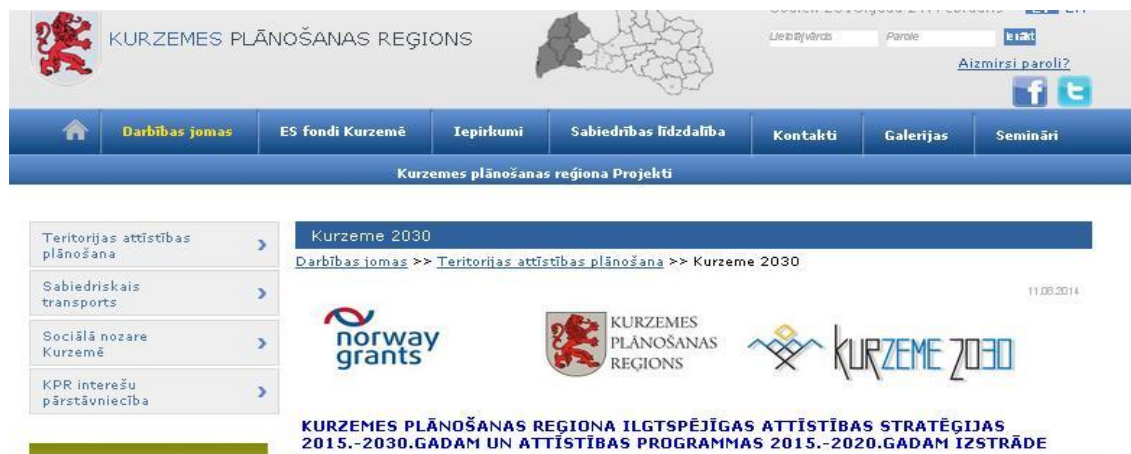 KURZEMES PLĀNOŠANAS REĢIONS
Lietotājvārds Parole Ienākt
Aizmirsi paroli?
Darbības jomas ES fondi Kurzemē Iepirkumi Sabiedrības līdzdalība Kontakti Galerijas Semināri
Kurzemes plānošanas reģiona Projekti
Teritorijas attīstības
plānošana
Sabiedriskais
transports
Sociālā nozare
Kurzemē
KPR interešu
pārstāvniecība
Kurzeme 2030
Darbības jomas >> Teritorijas attīstības plānošana >> Kurzeme 2030
11.08.2014
norway
grants
KURZEMES
PLĀNOŠANAS
REĢIONS
KURZEME 2030
KURZEMES PLĀNOŠANAS REĢIONA ILGTSPĒJĪGAS ATTĪSTĪBAS STRATĒĢIJAS
2015.-2030.GADAM UN ATTĪSTĪBAS PROGRAMMAS 2015.-2020.GADAM IZSTRĀDE